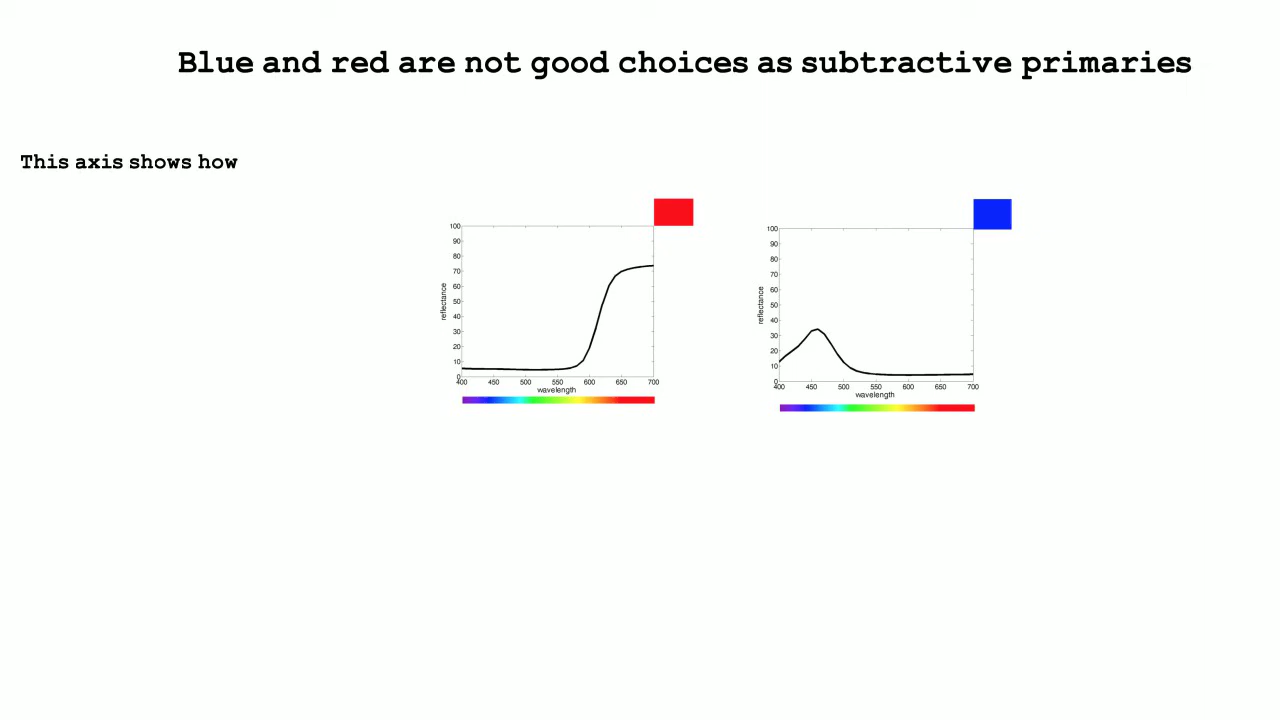 Blue and red are not good choices as subtractive primaries
This axis shows how
100
90
80
70
60
50
40
30
20
10
0
reflectance
400 450 500 550 600 650 700
wavelength
100
90
80
70
60
50
40
30
20
10
0
reflectance
400 450 500 550 600 650 700
wavelength